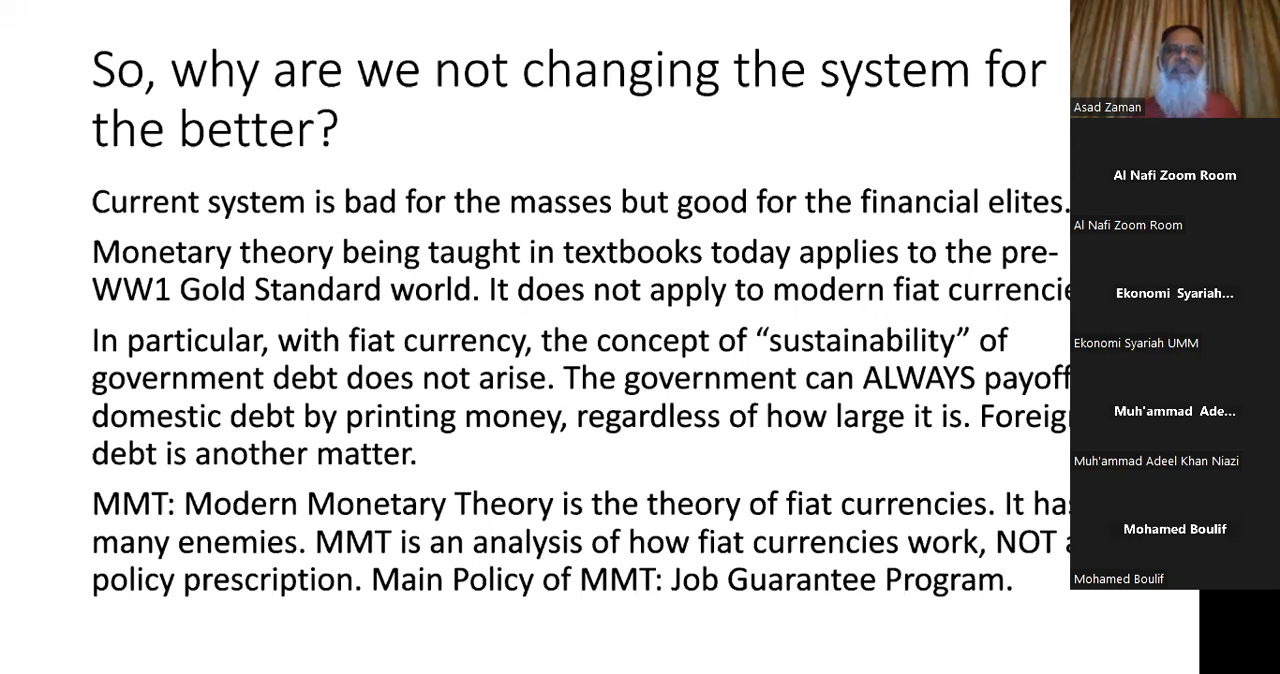 So, why are we not changing the system for
the better?
Current system is bad for the masses but good for the financial elites.
Monetary theory being taught in textbooks today applies to the pre-
WW1 Gold Standard world. It does not apply to modern fiat
In particular, with fiat currency, the concept of “sustainability” of
government debt does not arise. The government can ALWAYS payoff
domestic debt by printing money, regardless of how large it is.
debt is another matter.
MMT: Modern Monetary Theory is the theory of fiat currencies. It
many enemies. MMT is an analysis of how fiat currencies work, NOT
policy prescription. Main Policy of MMT: Job Guarantee Program.
Asad Zaman
Al Nafi Zoom Room
Al Nafi Zoom Room
Ekonomi Syariah...
Ekonomi Syariah UMM
Muh'ammad Ade...
Muh'ammad Adeel Khan Niazi
Mohamed Boulif
Mohamed Boulif